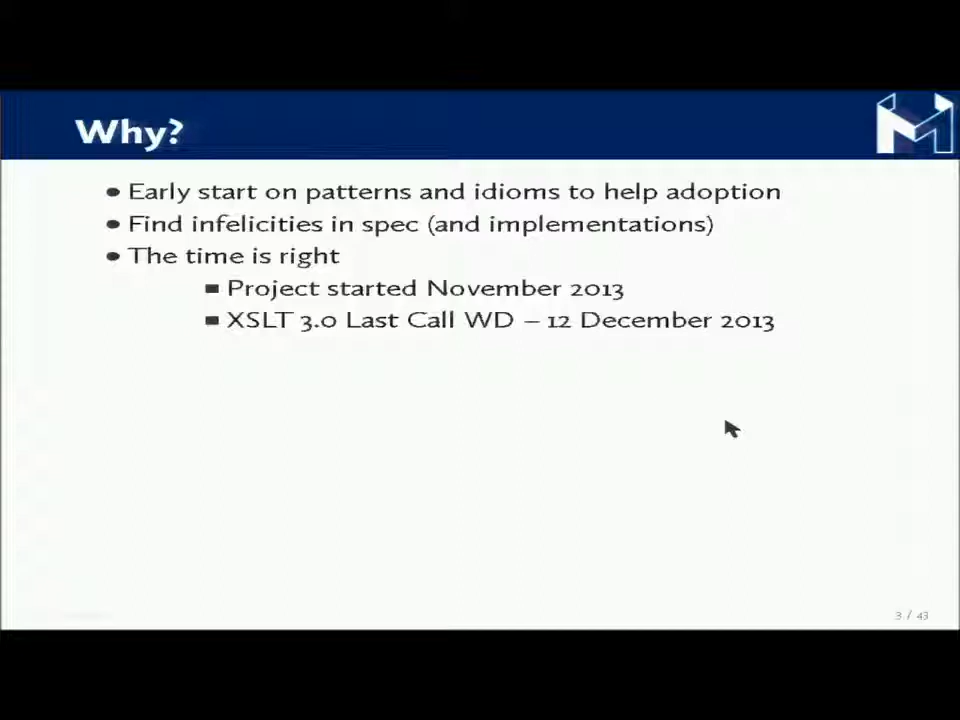 Why?
• Early start on patterns and idioms to help adoption
• Find infelicities in spec (and implementations)
• The time is right
■ Project started November 2013
■ XSLT 3.0 Last Call WD – 12 December 2013
3 / 43